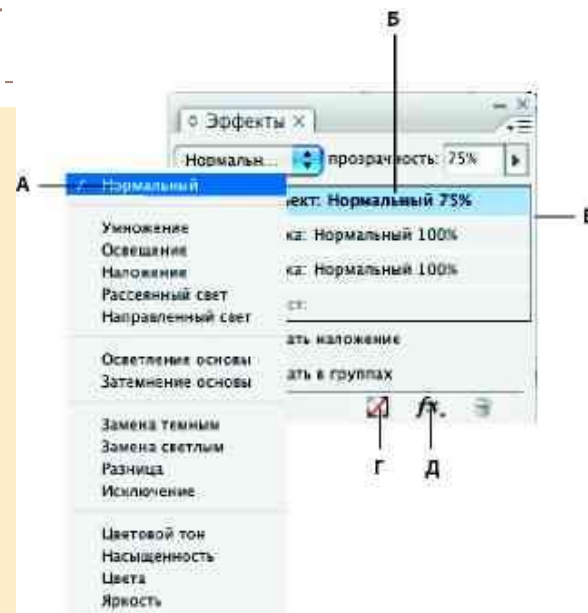 Б
Эффекты ×
Нормальн... прозрачность: 75%
А
Нормальный
ект: Нормальный 75%
Умножение
ка: Нормальный 100%
Освещение
Наложение
ка: Нормальный 100%
Рассеянный свет
ст:
Направленный свет
ать наложение
Осветление основы
ать в группах
Затемнение основы
fx.
Замена темным
Замена светлым
Разница
Исключение
Г Д
Цветовой тон
Насыщенность
Цвета
Яркость